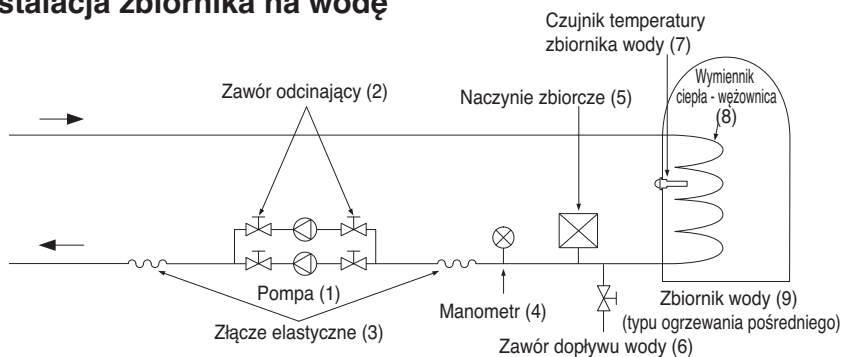 stalacja zbiornika na wodę
Czujnik temperatury
zbiornika wody (7)
Zawór odcinający (2)
Naczynie zbiorcze (5)
Wymiennik
ciepła - wężownica
(8)
Pompa (1)
Złącze elastyczne (3)
Manometr (4)
Zawór dopływu wody (6)
Zbiornik wody (9)
(typu ogrzewania pośredniego)